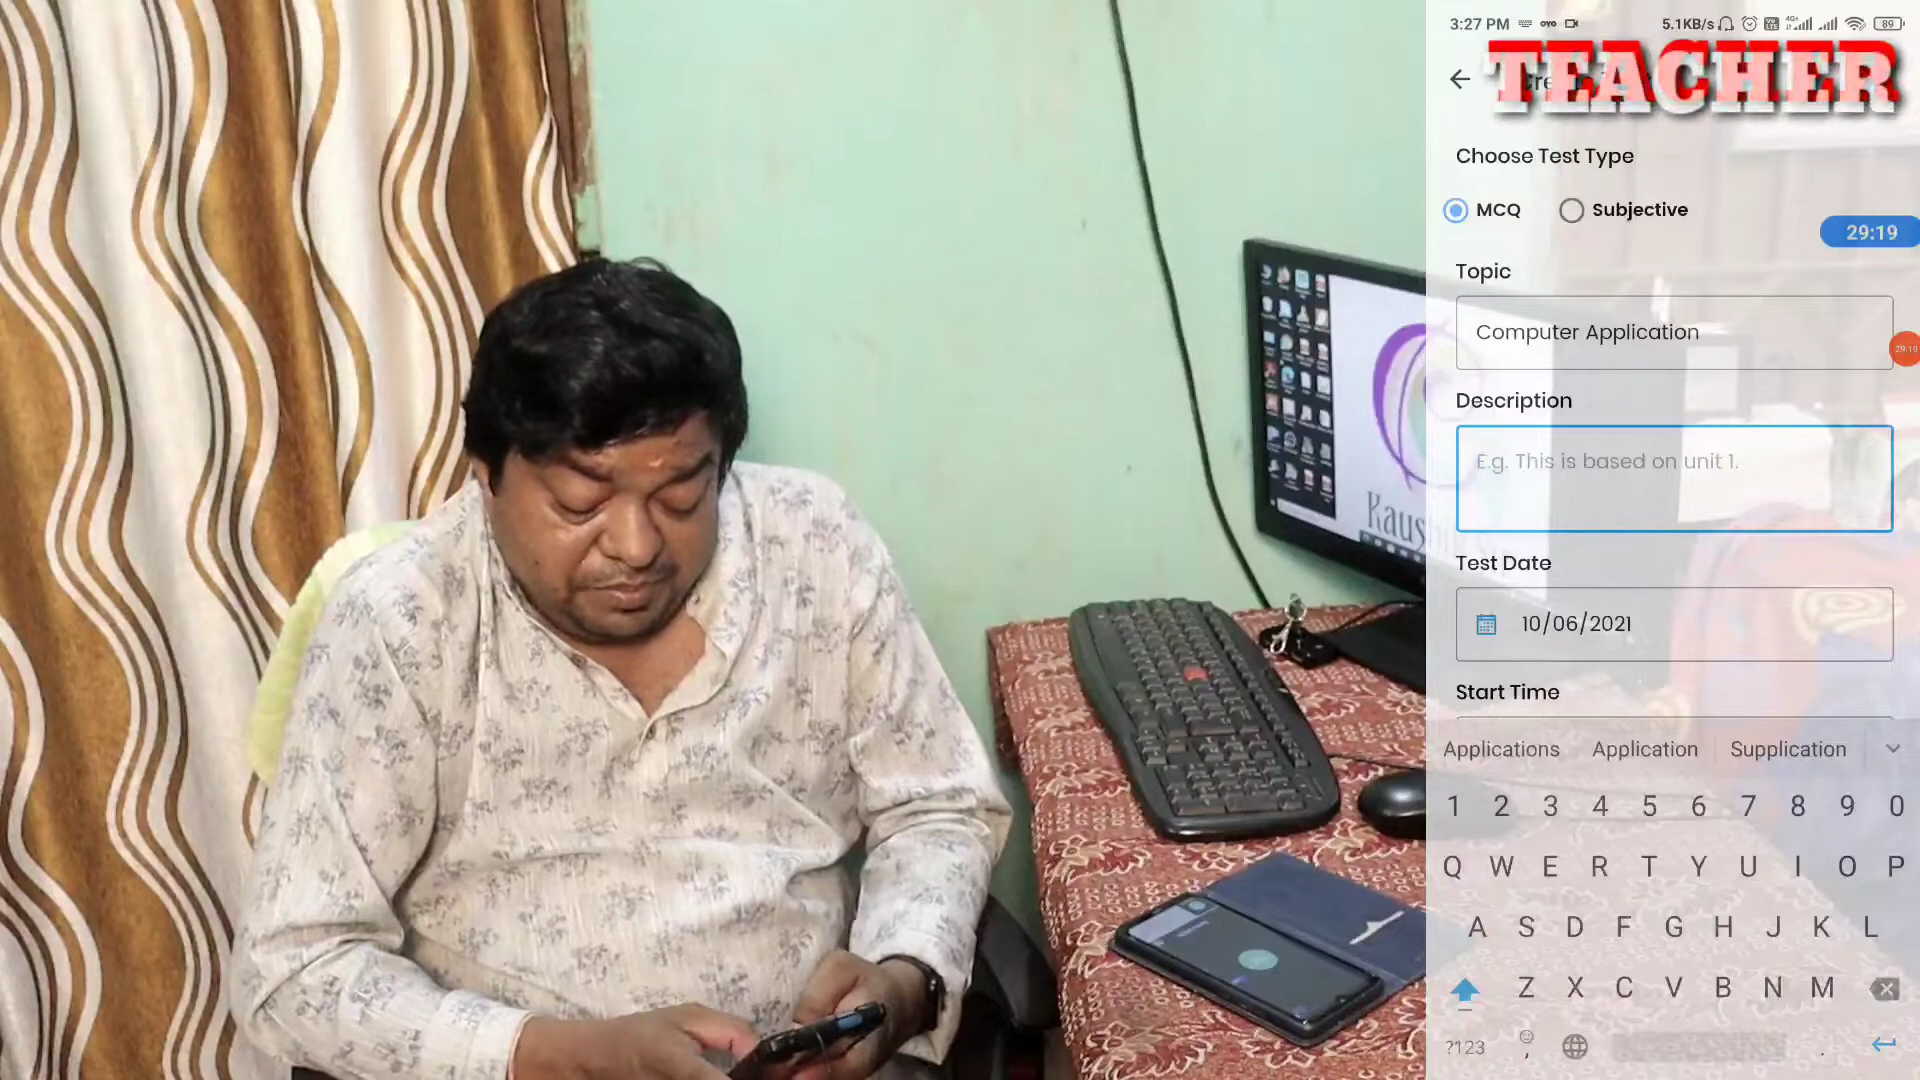 3:27 PM
5.1KB/s
89
TEACHER
Choose Test Type
MCQ
Subjective
29:19
Topic
Computer Application
29:19
Description
E.g. This is based on unit 1.
Test Date
10/06/2021
Start Time
Applications Application Supplication
1 2 3 4 5 6 7 8 9 0
Q W E R T Y U I O P
A S D F G H J K L
Z X C V B N M
?123 , .